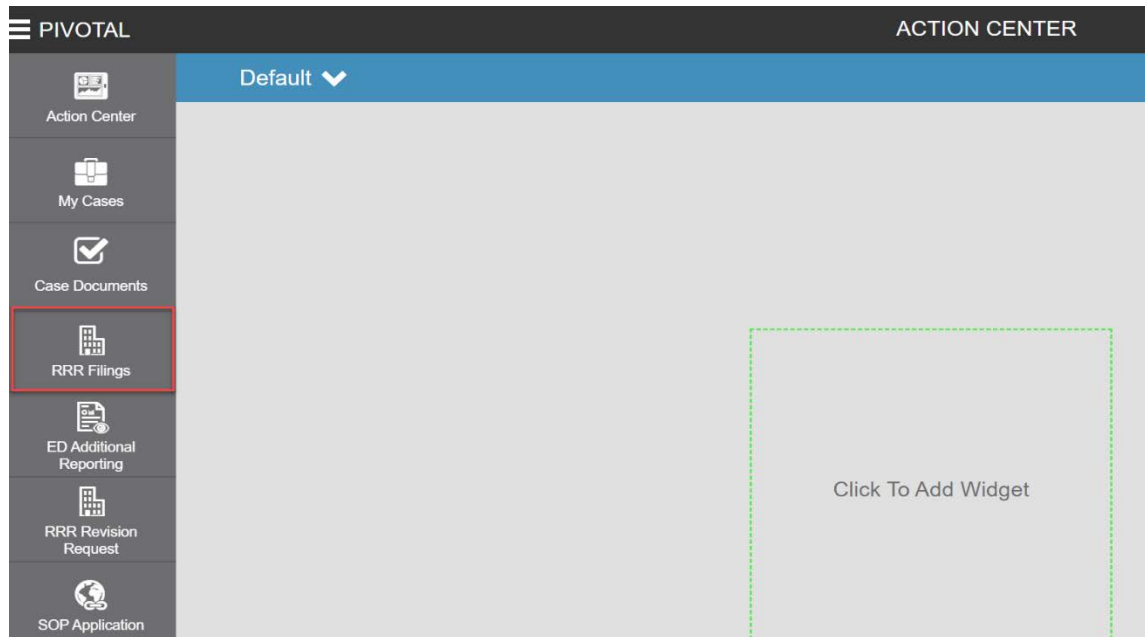 PIVOTAL
ACTION CENTER
Default
Action Center
My Cases
Case Documents
RRR Filings
ED Additional
Reporting
RRR Revision
Request
SOP Application
Click To Add Widget